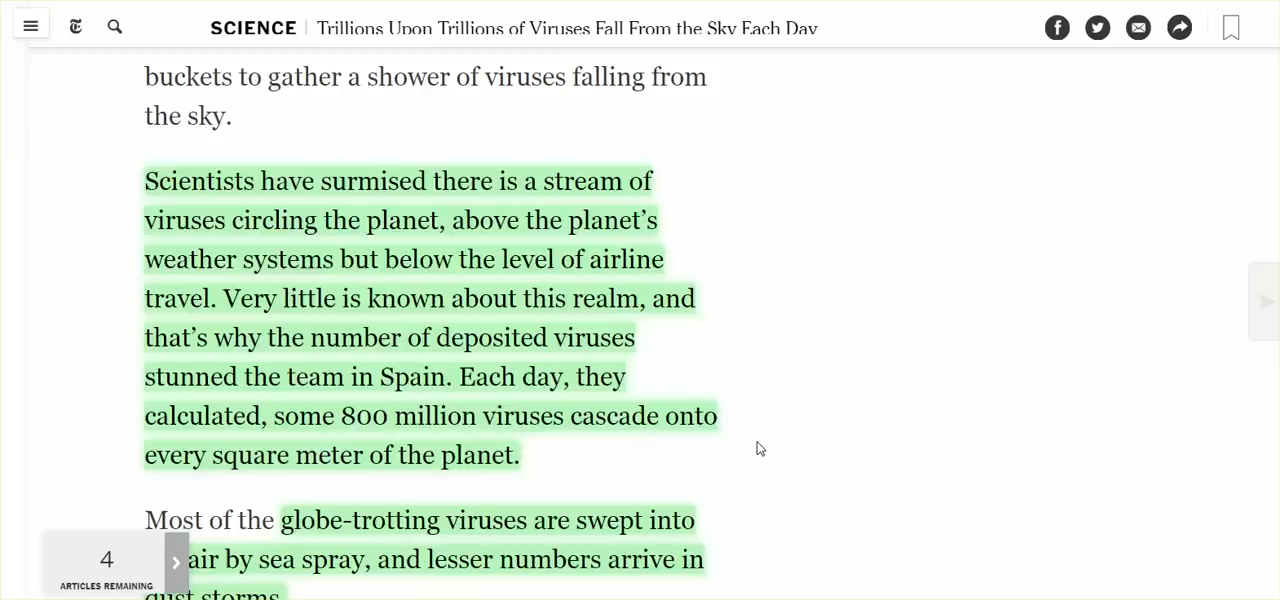 SCIENCE | Trillions Upon Trillions of Viruses Fall From the Sky Each Day
buckets to gather a shower of viruses falling from
the sky.
Scientists have surmised there is a stream of
viruses circling the planet, above the planet’s
weather systems but below the level of airline
travel. Very little is known about this realm, and
that’s why the number of deposited viruses
stunned the team in Spain. Each day, they
calculated, some 800 million viruses cascade onto
every square meter of the planet.
Most of the globe-trotting viruses are swept into
air by sea spray, and lesser numbers arrive in
dust storms.
4
ARTICLES REMAINING